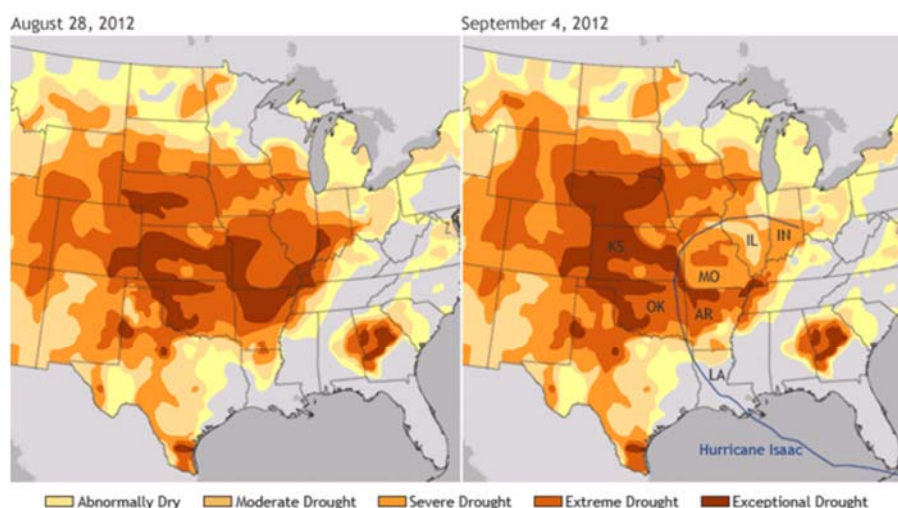 August 28, 2012
September 4, 2012
KS
IL
IN
MO
OK
AR
LA
Hurricane Isaac
Abnormally Dry
Moderate Drought
Severe Drought
Extreme Drought
Exceptional Drought